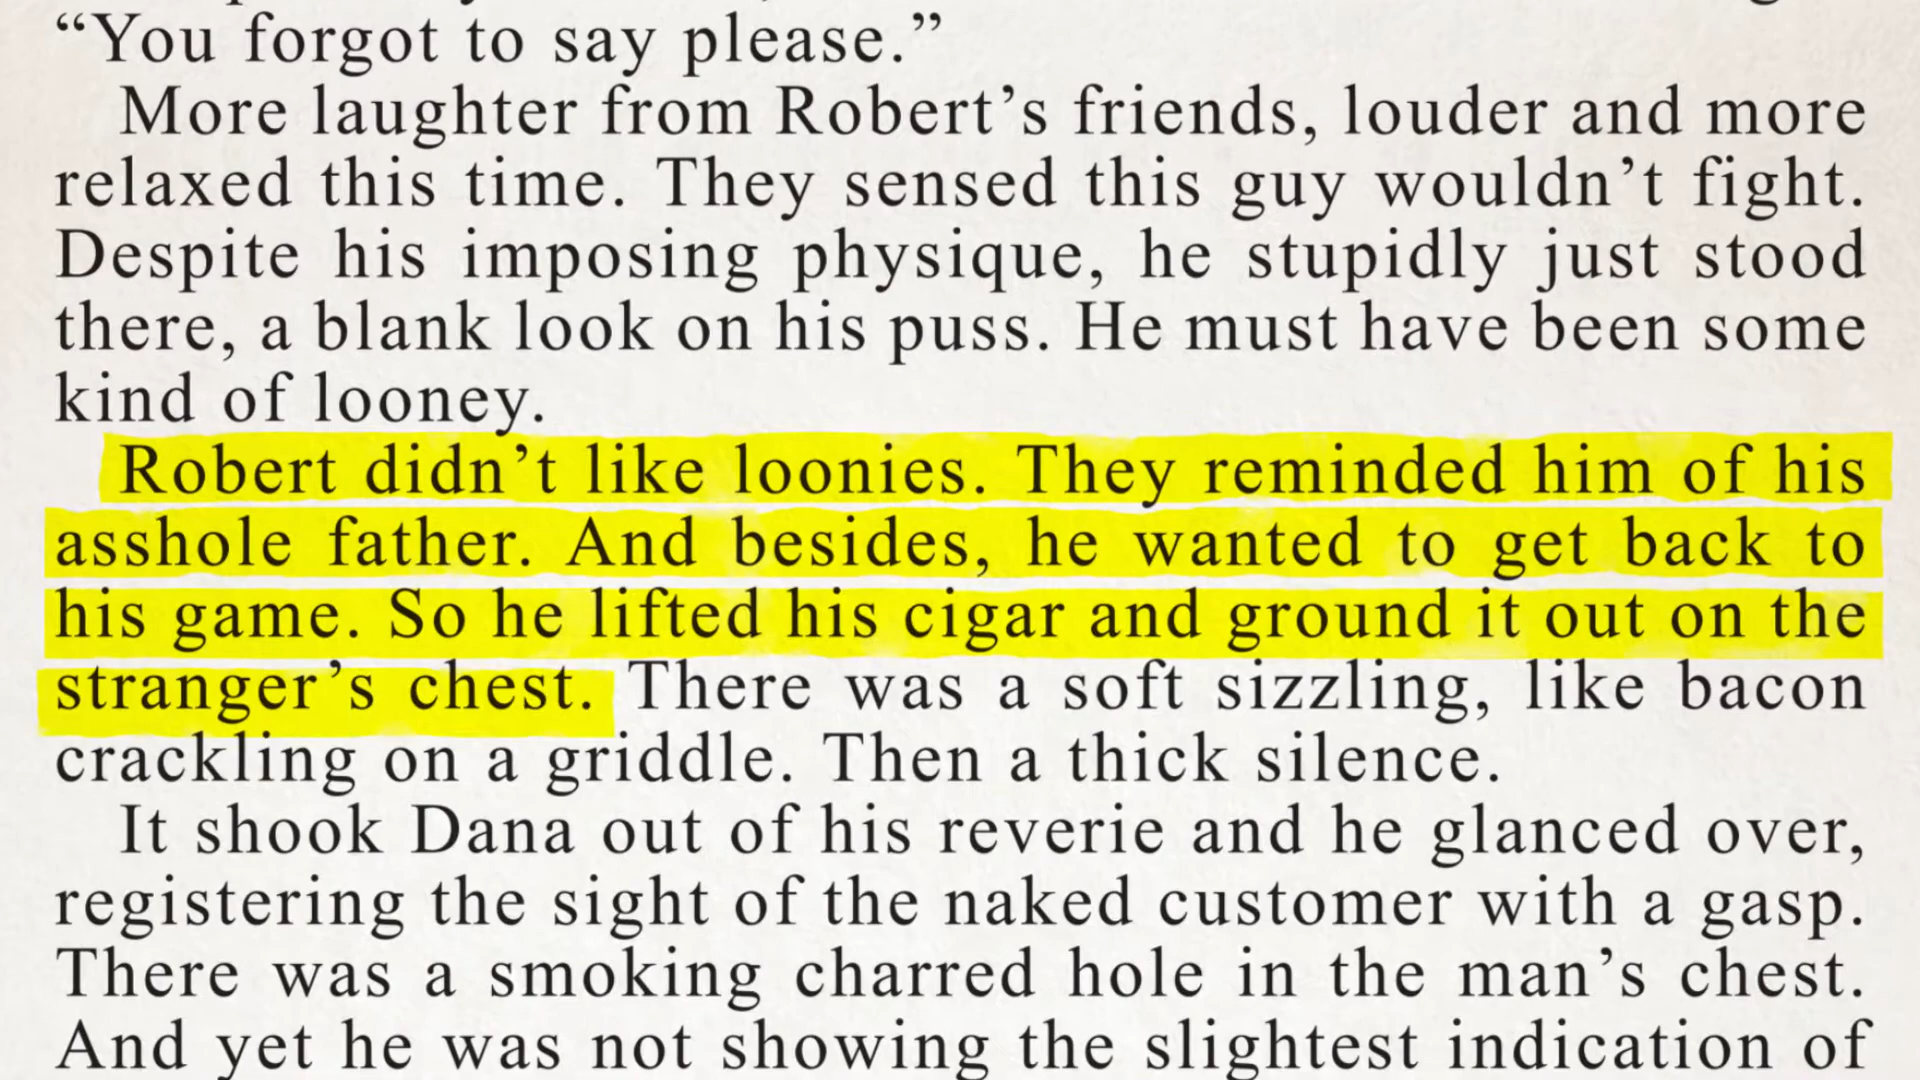 “You forgot to say please.”
More laughter from Robert’s friends, louder and more
relaxed this time. They sensed this guy wouldn’t fight.
Despite his imposing physique, he stupidly just stood
there, a blank look on his puss. He must have been some
kind of looney.
Robert didn’t like loonies. They reminded him of his
asshole father. And besides, he wanted to get back to
his game. So he lifted his cigar and ground it out on the
stranger’s chest. There was a soft sizzling, like bacon
crackling on a griddle. Then a thick silence.
It shook Dana out of his reverie and he glanced over,
registering the sight of the naked customer with a gasp.
There was a smoking charred hole in the man’s chest.
And yet he was not showing the slightest indication of